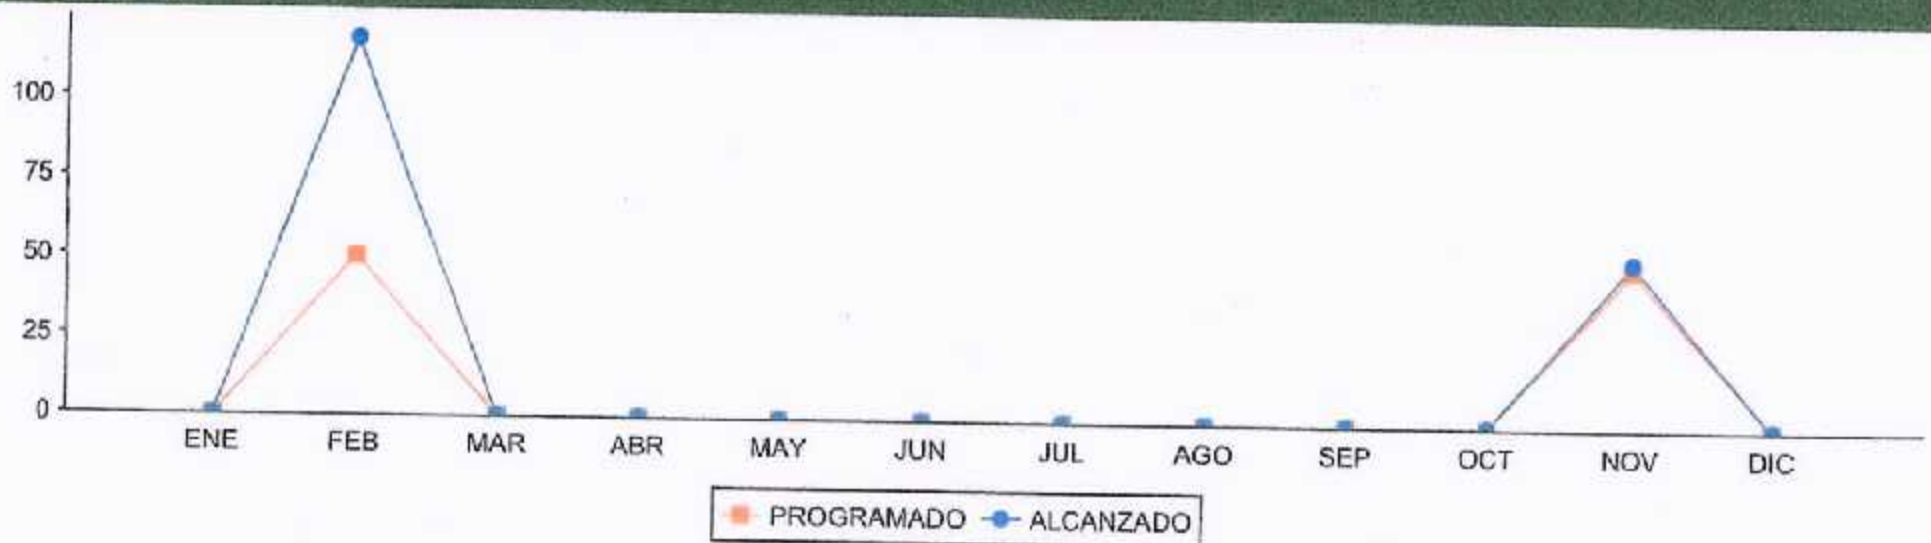 100
75
50
25
0
ENE FEB MAR ABR MAY JUN JUL AGO SEP OCT NOV DIC
PROGRAMADO ALCANZADO